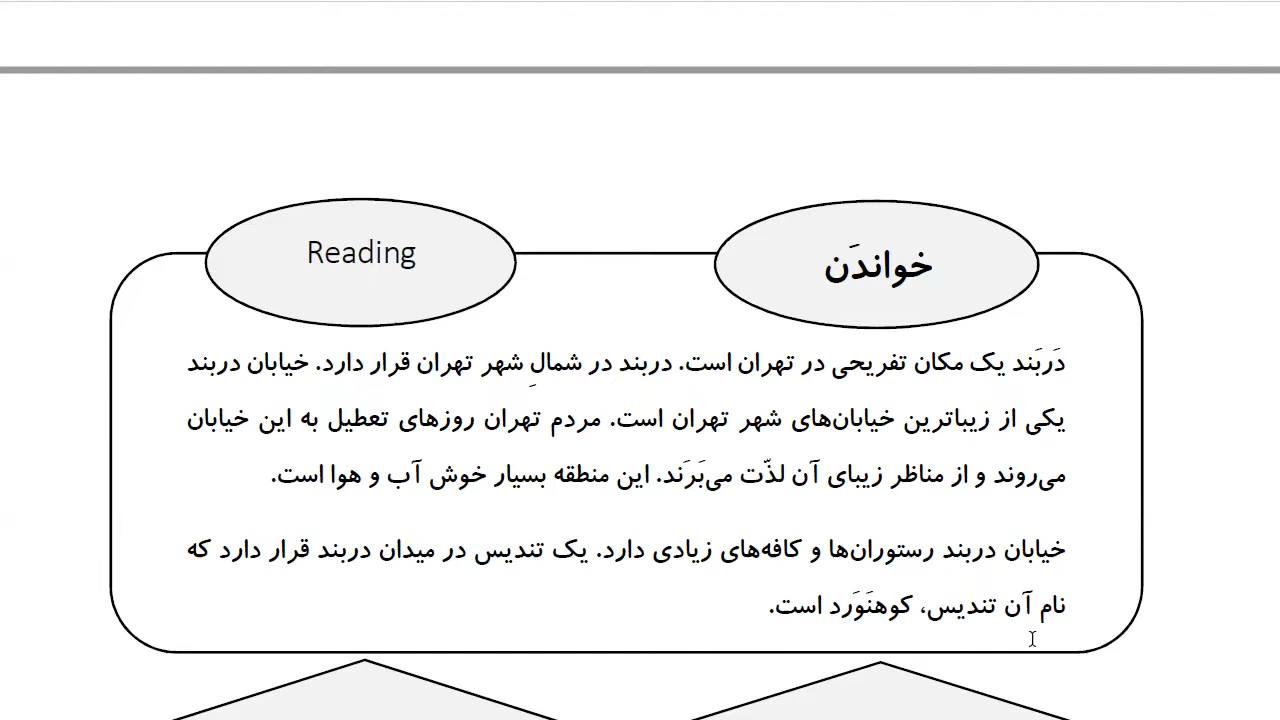 Reading
خواندَن
دَربَند یک مکان تفریحی در تهران است. دربند در شمالِ شهر تهران قرار دارد. خیابان دربند
یکی از زیباترین خیابان‌های شهر تهران است. مردم تهران روزهای تعطیل به این خیابان
می‌روند و از مناظر زیبای آن لذّت می‌بَرَند. این منطقه بسیار خوش آب و هوا است.
خیابان دربند رستوران‌ها و کافه‌های زیادی دارد. یک تندیس در میدان دربند قرار دارد که
نام آن تندیس، کوهنَوَرد است.